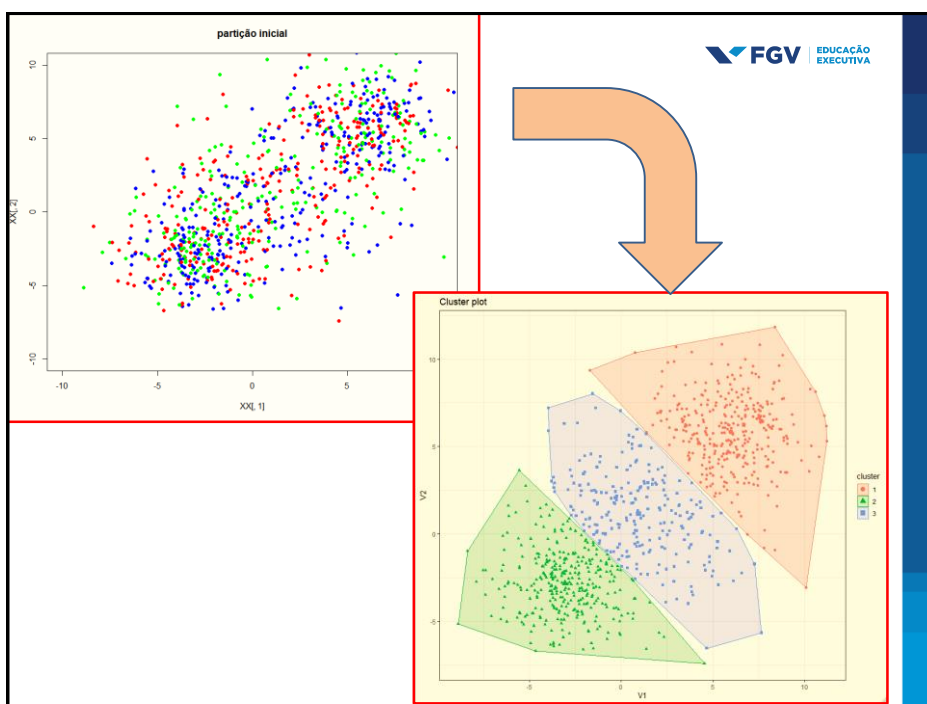 partição inicial
FGV EDUCAÇÃO
EXECUTIVA
10
5
0
-5
-10
XX[, 2]
-10 -5 0 5
XX[, 1]
Cluster plot
10
5
0
-5
V2
-5 0 5 10
V1
cluster
1
2
3